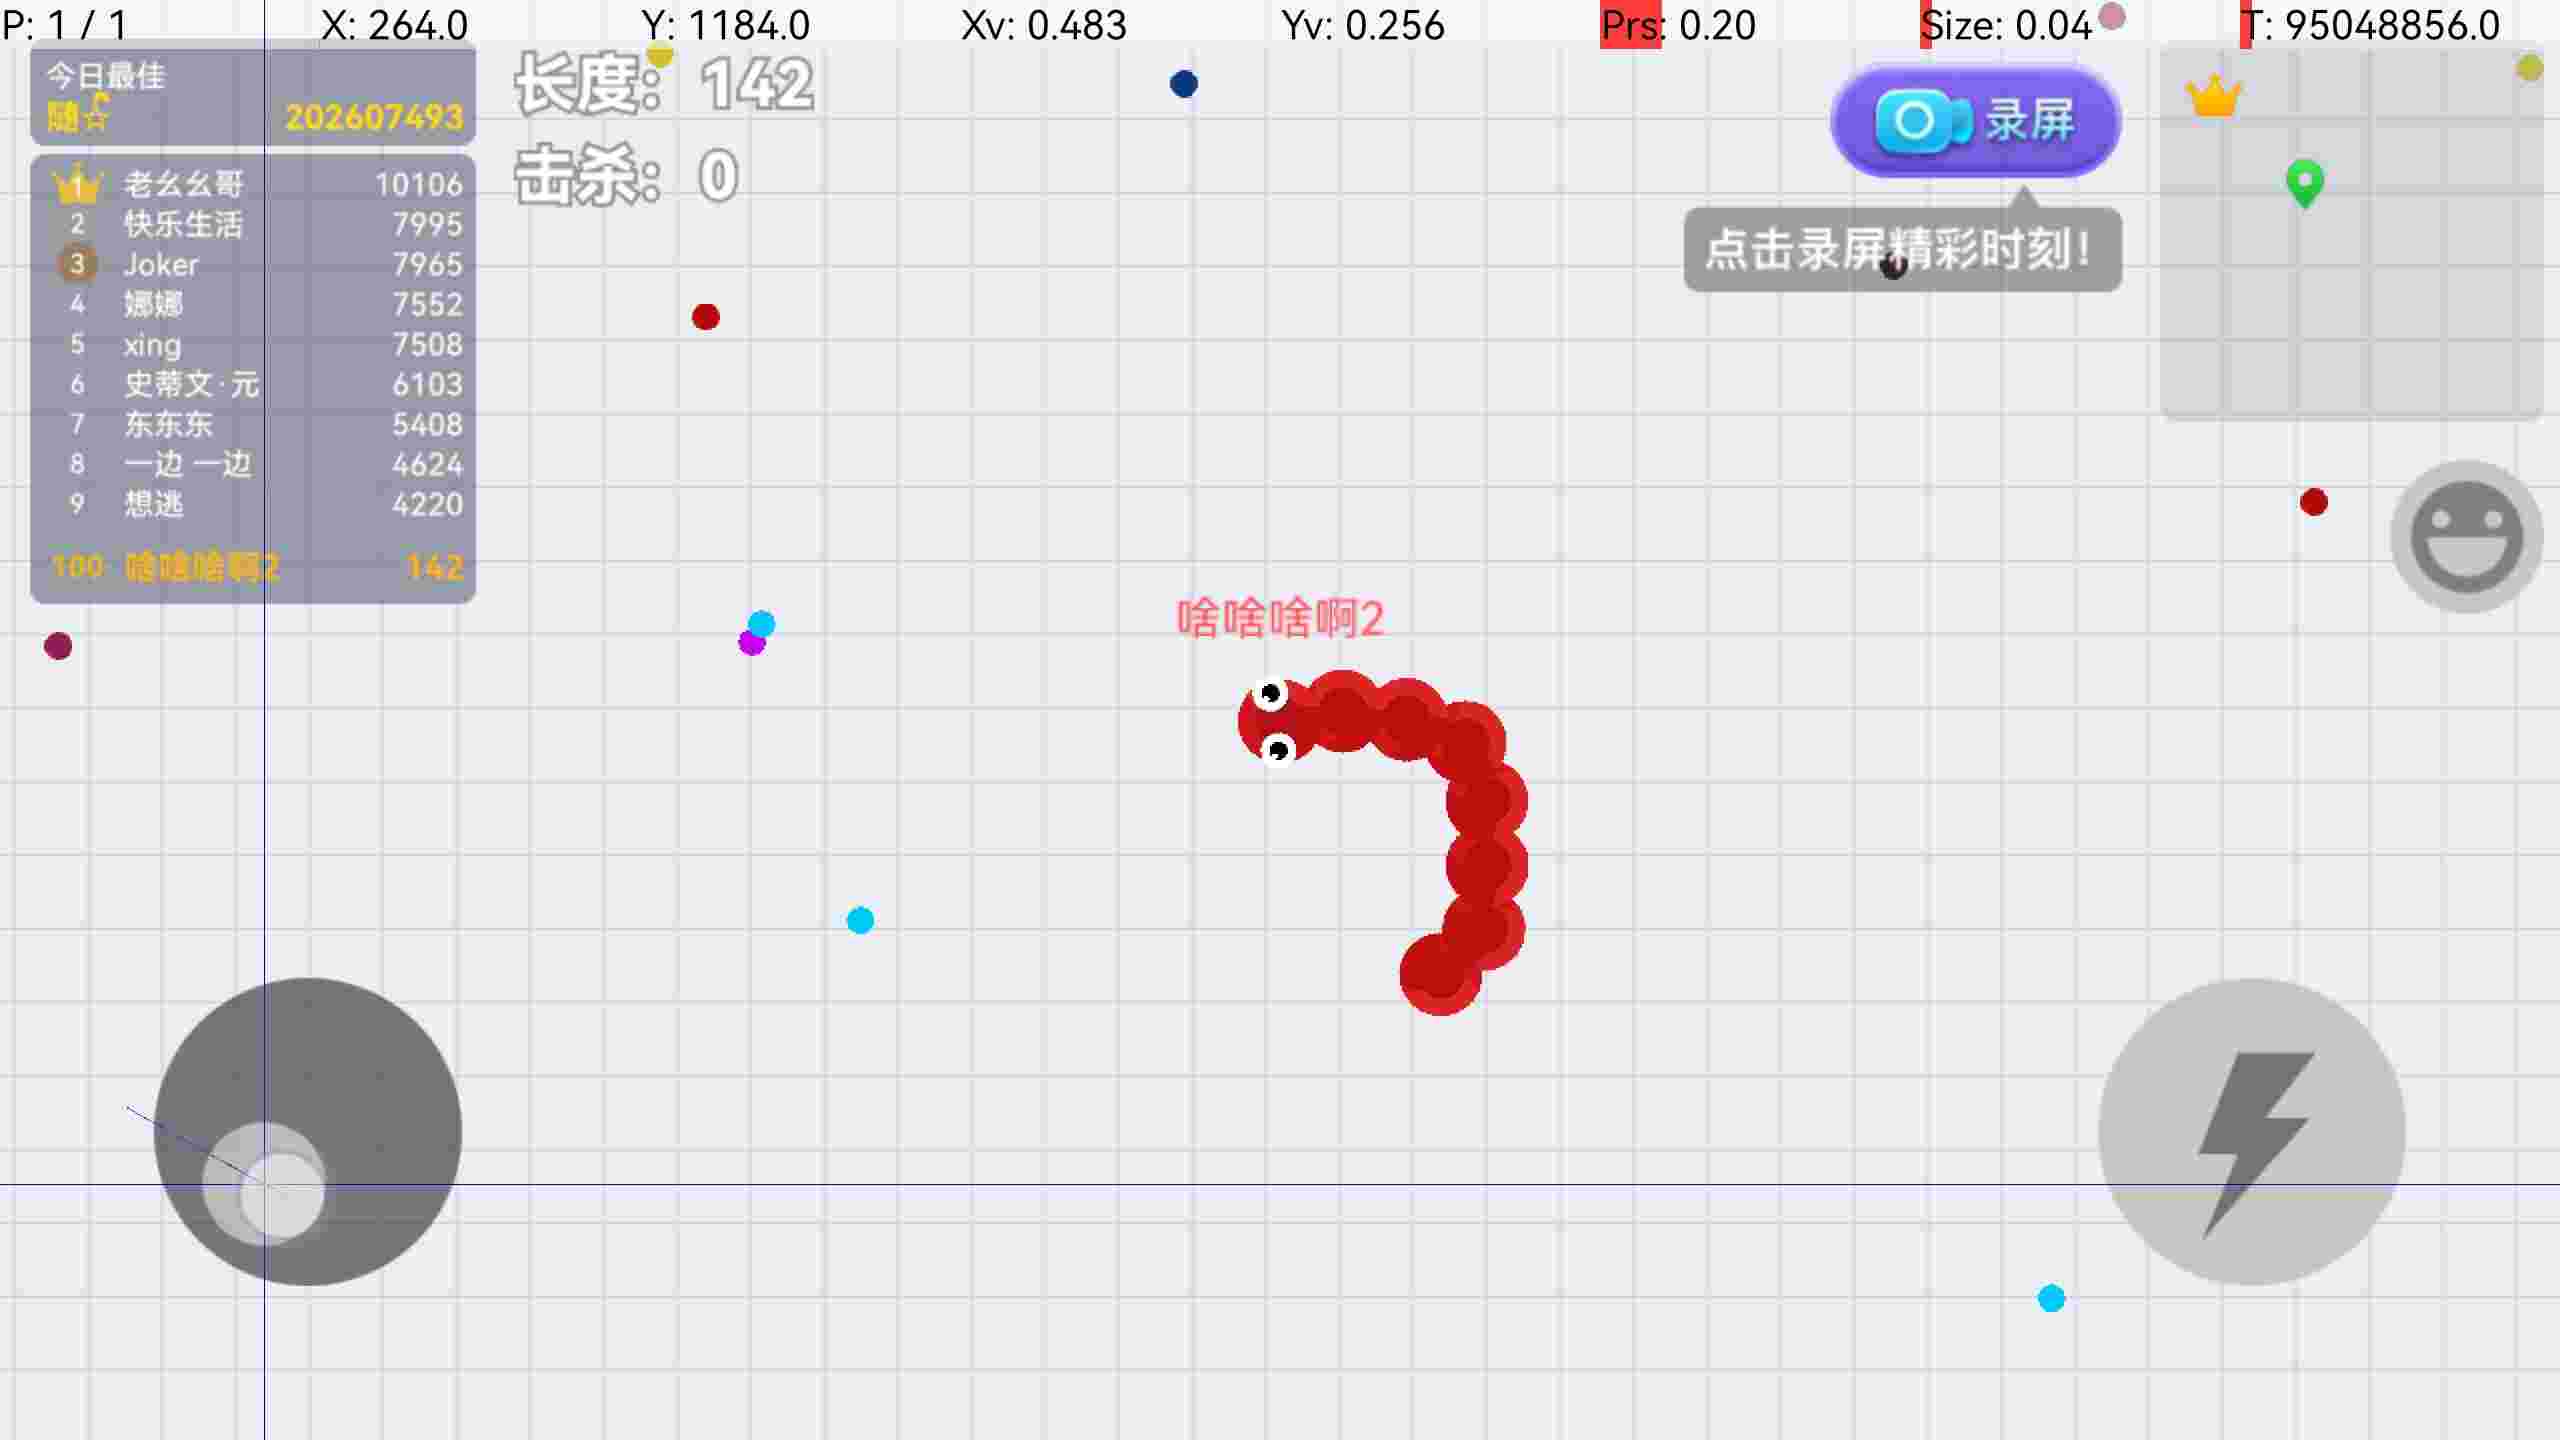 P: 1 / 1 X: 264.0 Y: 1184.0 Xv: 0.483 Yv: 0.256 Prs: 0.20 Size: 0.04 T: 95048856.0
今日最佳
随☆ 202607493
长度：142
击杀：0
录屏
点击录屏精彩时刻！
1 老幺幺哥 10106
2 快乐生活 7995
3 Joker 7965
4 娜娜 7552
5 xing 7508
6 史蒂文·元 6103
7 东东东 5408
8 一边 一边 4624
9 想逃 4220
100 啥啥啥啊2 142
啥啥啥啊2